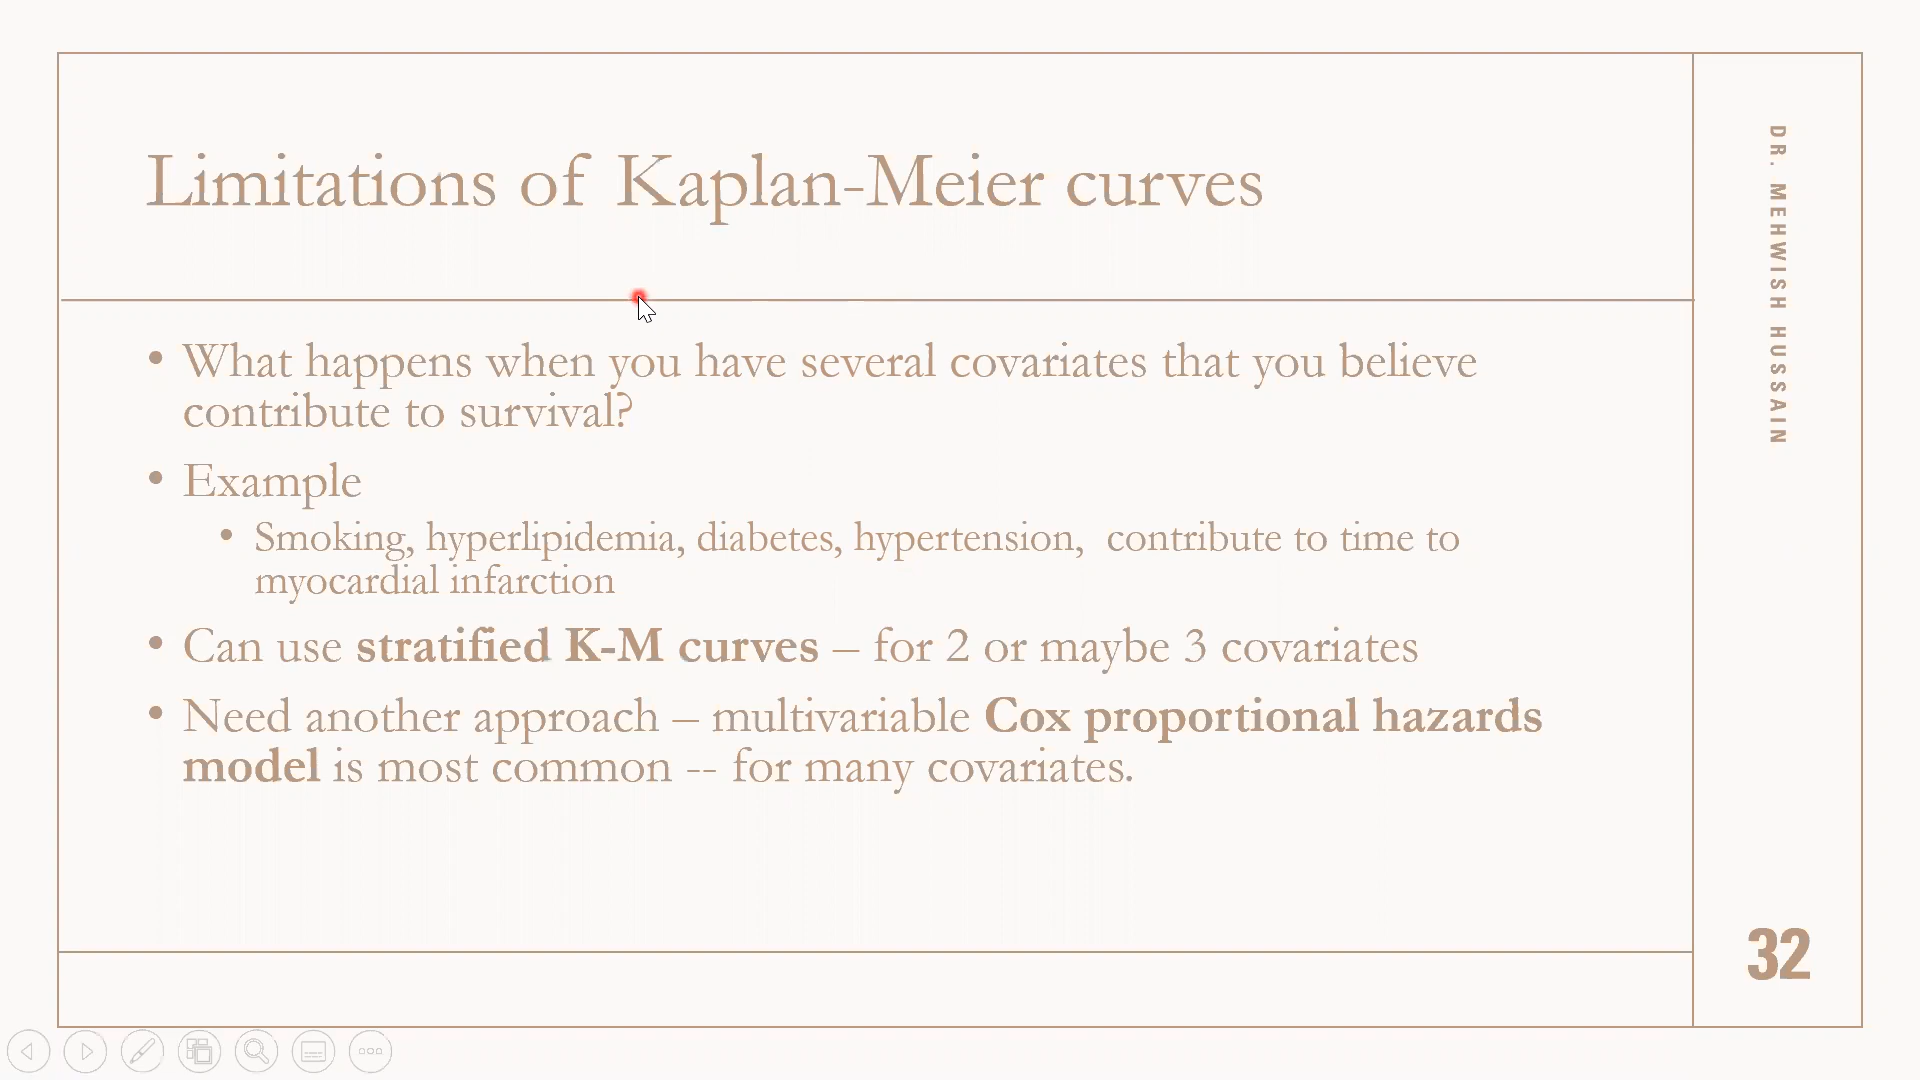 Limitations of Kaplan-Meier curves
• What happens when you have several covariates that you believe
contribute to survival?
• Example
• Smoking, hyperlipidemia, diabetes, hypertension,  contribute to time to
myocardial infarction
• Can use stratified K-M curves – for 2 or maybe 3 covariates
• Need another approach – multivariable Cox proportional hazards
model is most common -- for many covariates.
DR. MEHWISH HUSSAIN
32